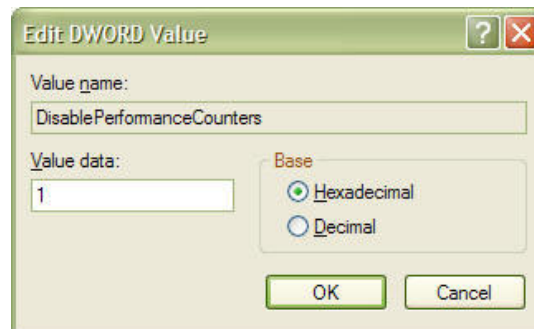 Edit DWORD Value
Value name:
DisablePerformanceCounters
Value data:
1
Base
Hexadecimal
Decimal
OK
Cancel